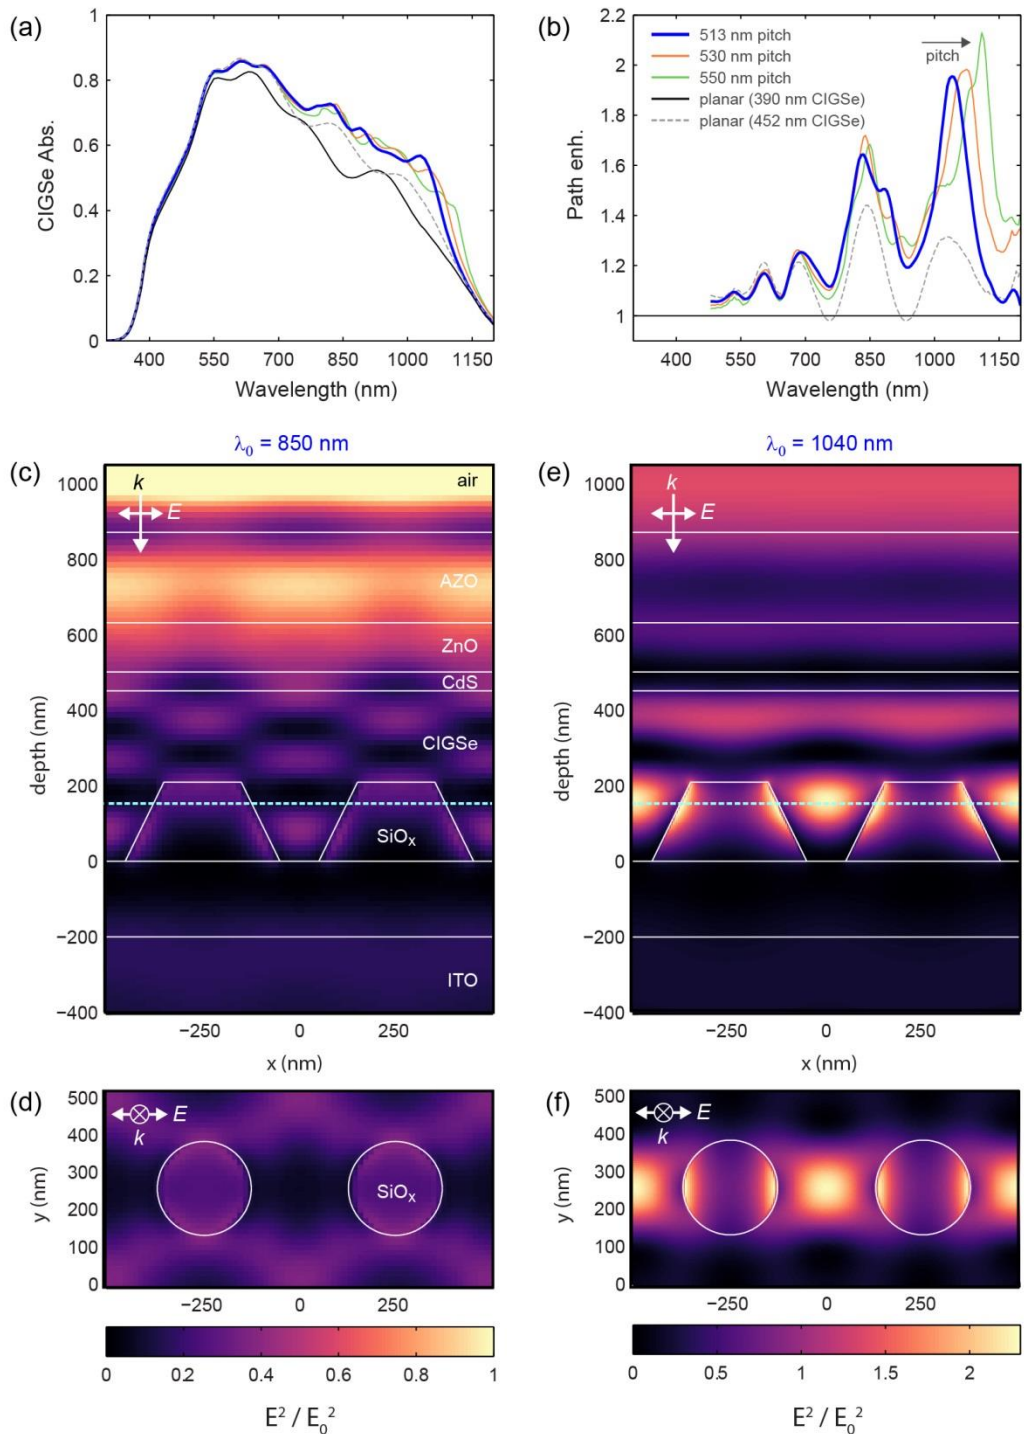 (a)
1
0.8
0.6
0.4
0.2
0
CIGSe Abs.
400 550 700 850 1000 1150
Wavelength (nm)
(b)
2.2
2
1.8
1.6
1.4
1.2
1
Path enh.
513 nm pitch
530 nm pitch
550 nm pitch
planar (390 nm CIGSe)
planar (452 nm CIGSe)
pitch
400 550 700 850 1000 1150
Wavelength (nm)
λ₀ = 850 nm
(c)
1000
800
600
400
200
0
−200
−400
depth (nm)
k
E
air
AZO
ZnO
CdS
CIGSe
SiOₓ
ITO
−250 0 250
x (nm)
λ₀ = 1040 nm
(e)
1000
800
600
400
200
0
−200
−400
depth (nm)
k
E
−250 0 250
x (nm)
(d)
500
400
300
200
100
0
y (nm)
E
k
SiOₓ
−250 0 250
0 0.2 0.4 0.6 0.8 1
E² / E₀²
(f)
500
400
300
200
100
0
y (nm)
E
k
−250 0 250
0 0.5 1 1.5 2
E² / E₀²